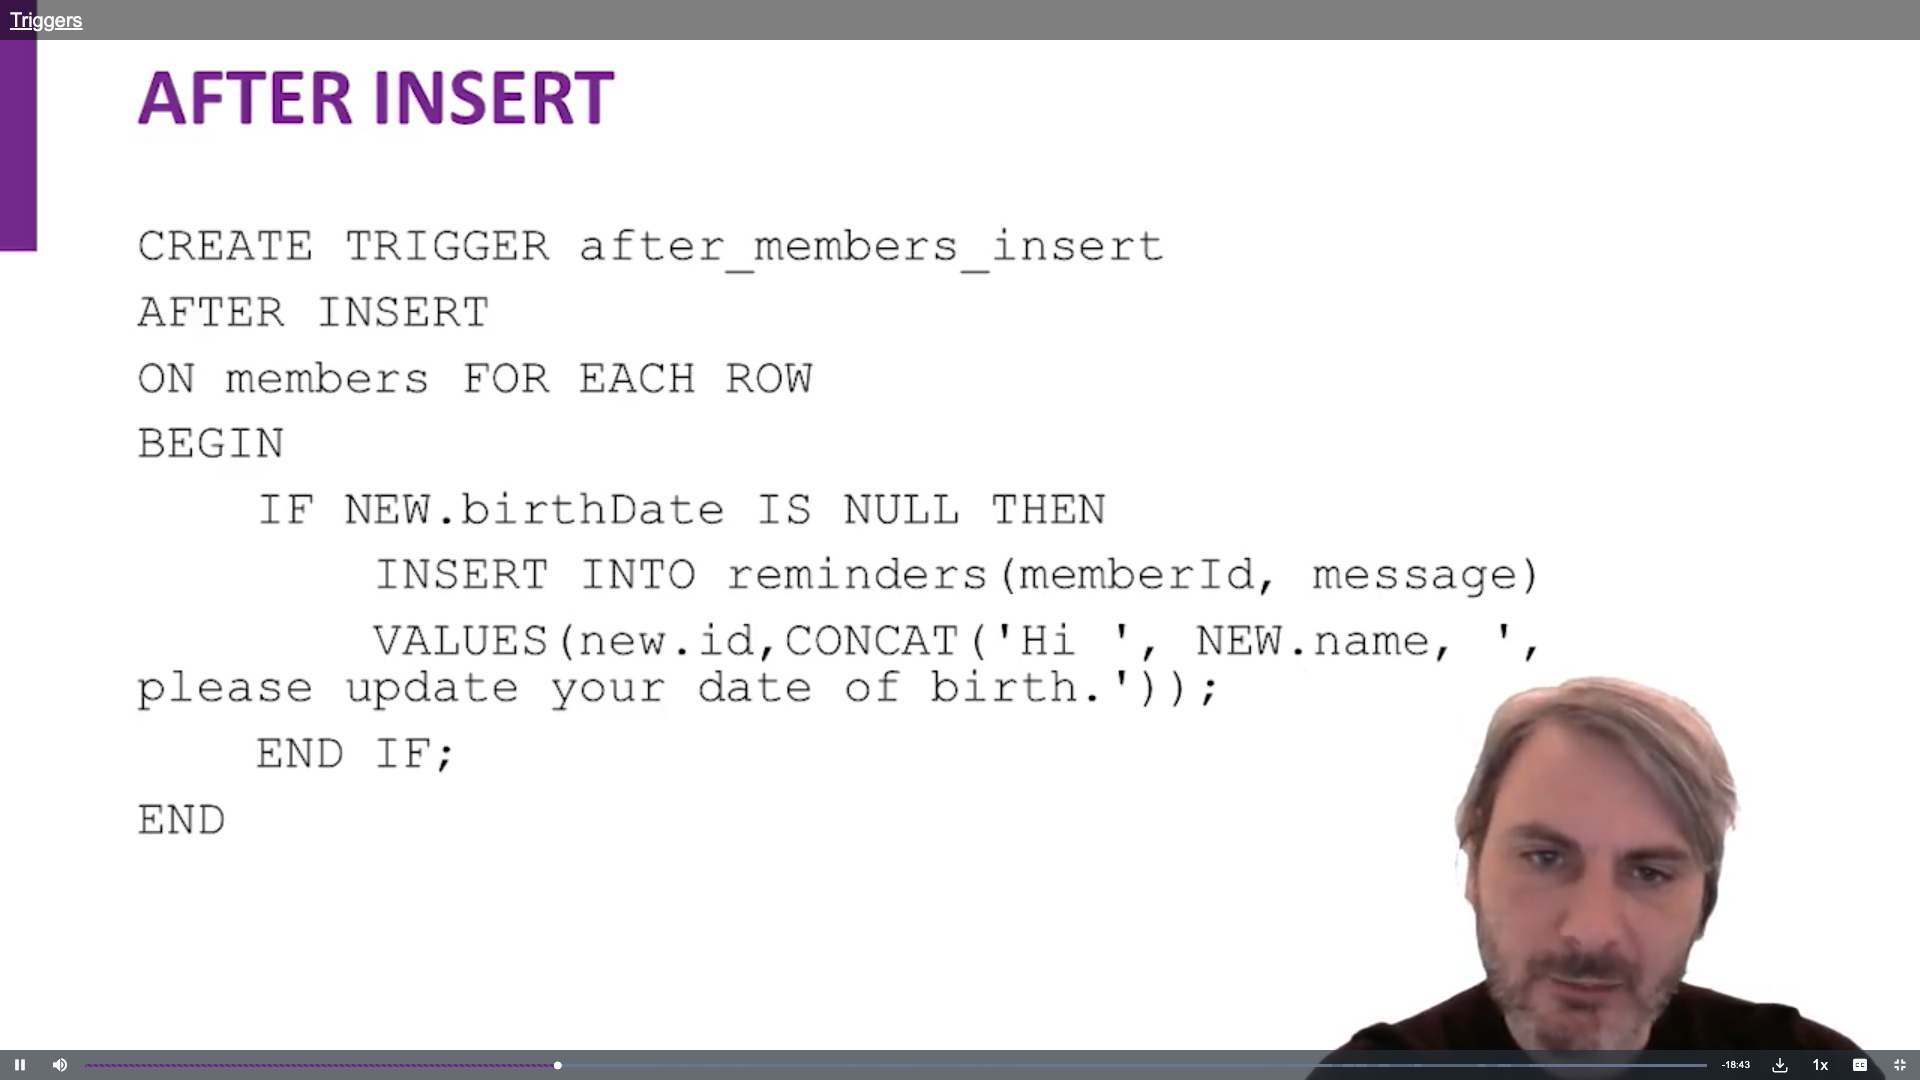 Triggers
AFTER INSERT
CREATE TRIGGER after_members_insert
AFTER INSERT
ON members FOR EACH ROW
BEGIN
IF NEW.birthDate IS NULL THEN
INSERT INTO reminders(memberId, message)
VALUES(new.id,CONCAT('Hi ', NEW.name, ',
please update your date of birth.'));
END IF;
END
-18:43
1x
CC